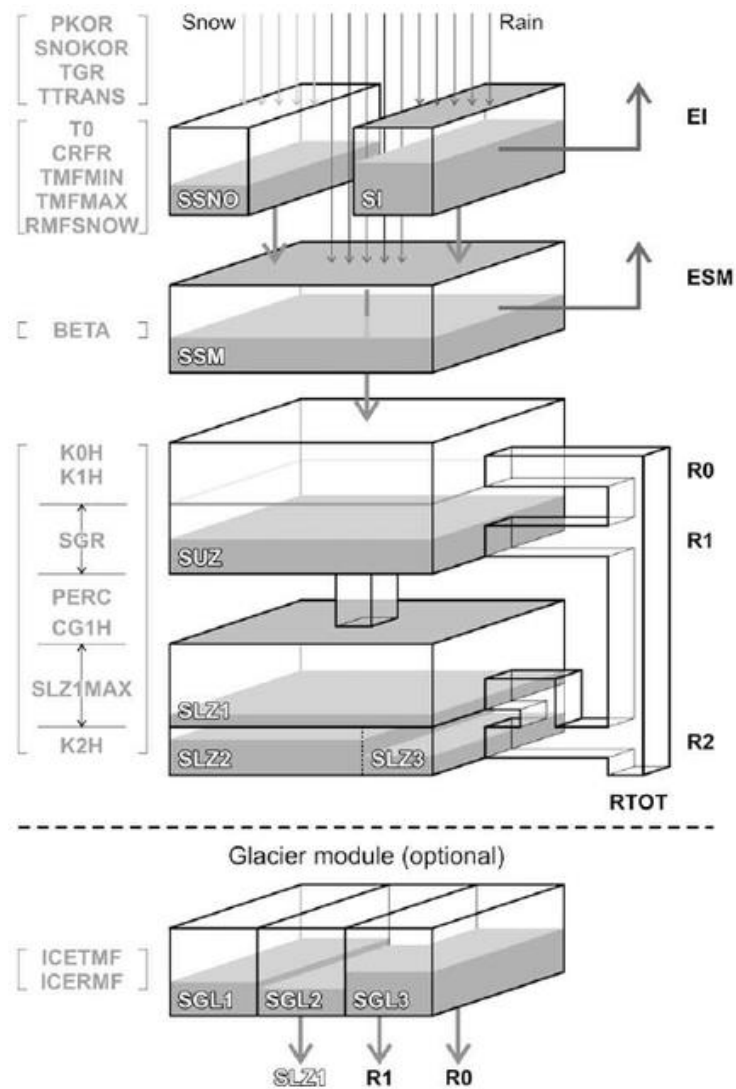 PKOR
SNOKOR
TGR
TTRANS
Snow
Rain
T0
CRFR
TMFMIN
TMFMAX
RMFSNOW
SSNO
SI
EI
BETA
SSM
ESM
K0H
K1H
SGR
SUZ
R0
R1
PERC
CG1H
SLZ1MAX
K2H
SLZ1
SLZ2
SLZ3
R2
RTOT
Glacier module (optional)
ICETMF
ICERMF
SGL1
SGL2
SGL3
SLZ1
R1
R0